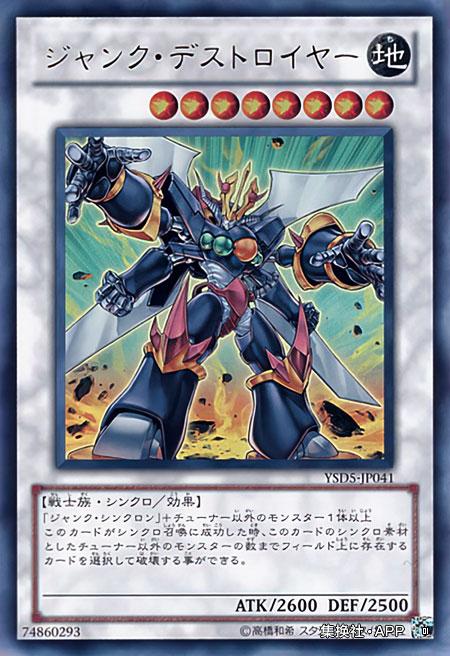 ジャンク・デストロイヤー
地
YSD5-JP041
【戦士族・シンクロ/効果】
「ジャンク・シンクロン」+チューナー以外のモンスター1体以上
このカードがシンクロ召喚に成功した時、このカードのシンクロ素材
としたチューナー以外のモンスターの数までフィールド上に存在する
カードを選択して破壊する事ができる。
ATK/2600 DEF/2500
74860293
©高橋和希 スタジオ
集英社・APP